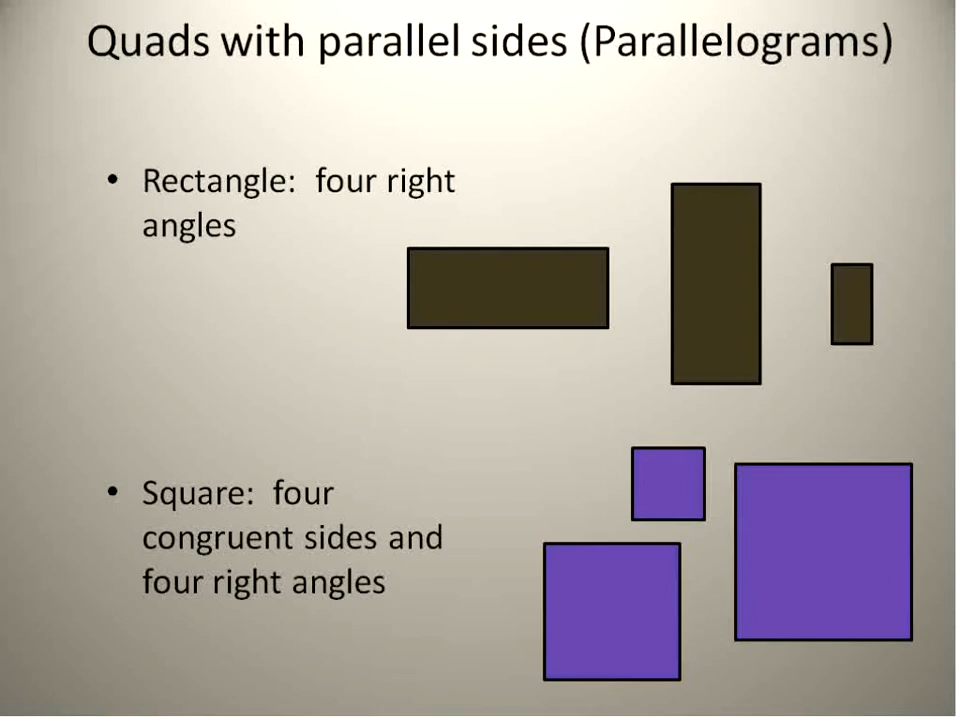 Quads with parallel sides (Parallelograms)
• Rectangle: four right
angles
• Square: four
congruent sides and
four right angles